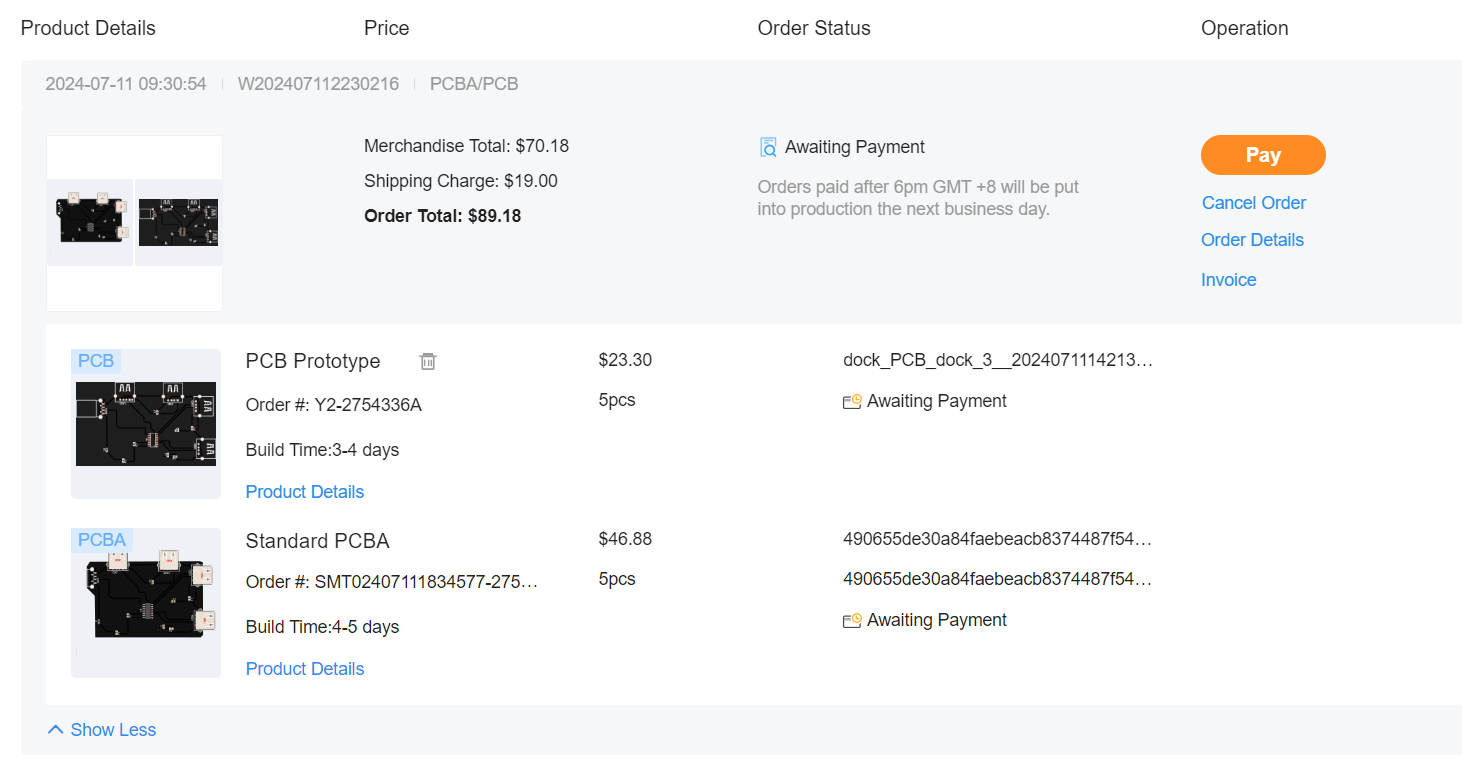 Product Details Price Order Status Operation
2024-07-11 09:30:54 W202407112230216 PCBA/PCB
Merchandise Total: $70.18
Shipping Charge: $19.00
Order Total: $89.18
Awaiting Payment
Orders paid after 6pm GMT +8 will be put
into production the next business day.
Pay
Cancel Order
Order Details
Invoice
PCB
PCB Prototype
Order #: Y2-2754336A
Build Time:3-4 days
Product Details
$23.30
5pcs
dock_PCB_dock_3__2024071114213…
Awaiting Payment
PCBA
Standard PCBA
Order #: SMT02407111834577-275…
Build Time:4-5 days
Product Details
$46.88
5pcs
490655de30a84faebeacb8374487f54…
490655de30a84faebeacb8374487f54…
Awaiting Payment
Show Less